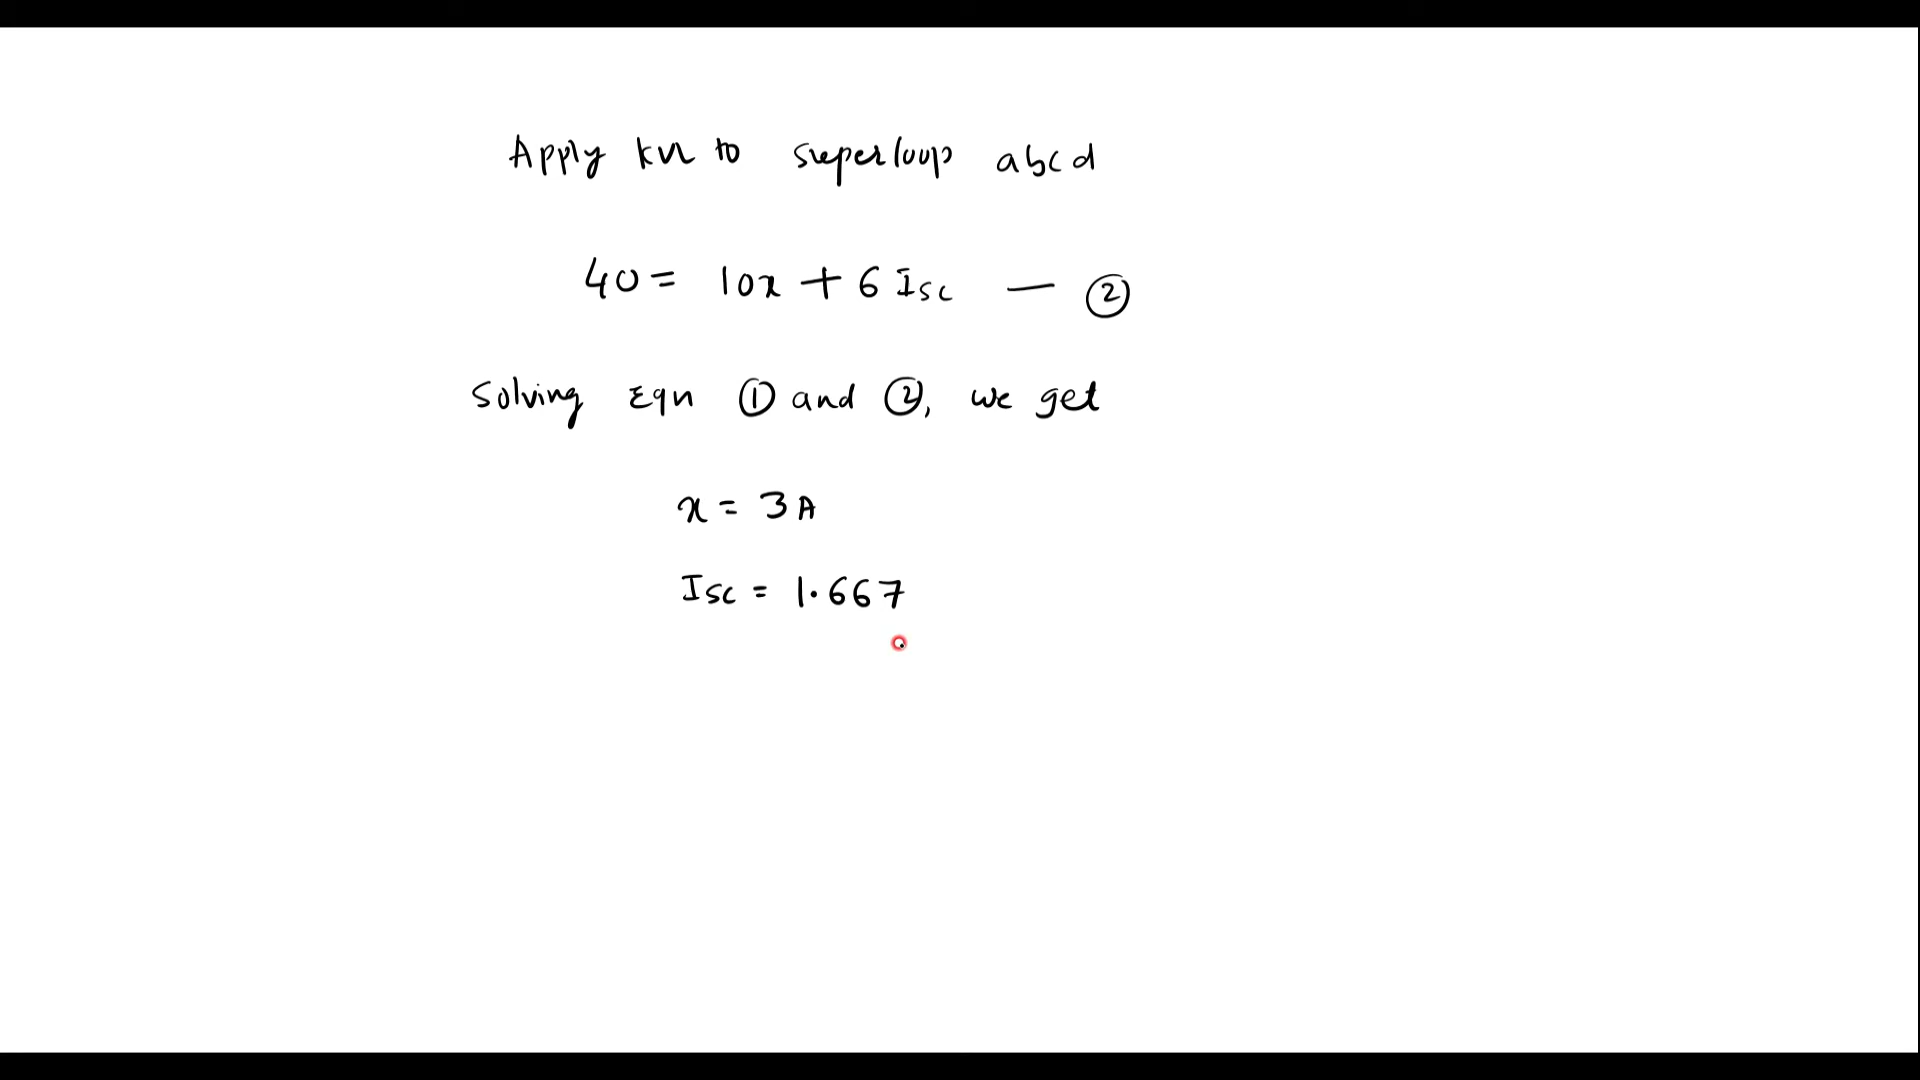 Apply KVL to superloop abcd
40 = 10x + 6 Isc — ②
Solving Eqn ① and ②, we get
x = 3A
Isc = 1.667